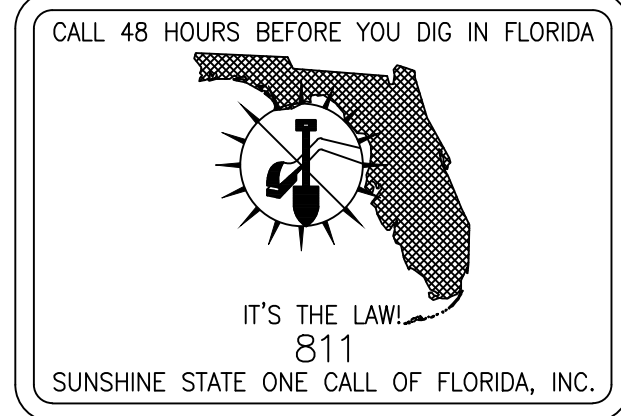 CALL 48 HOURS BEFORE YOU DIG IN FLORIDA
IT'S THE LAW!
811
SUNSHINE STATE ONE CALL OF FLORIDA, INC.